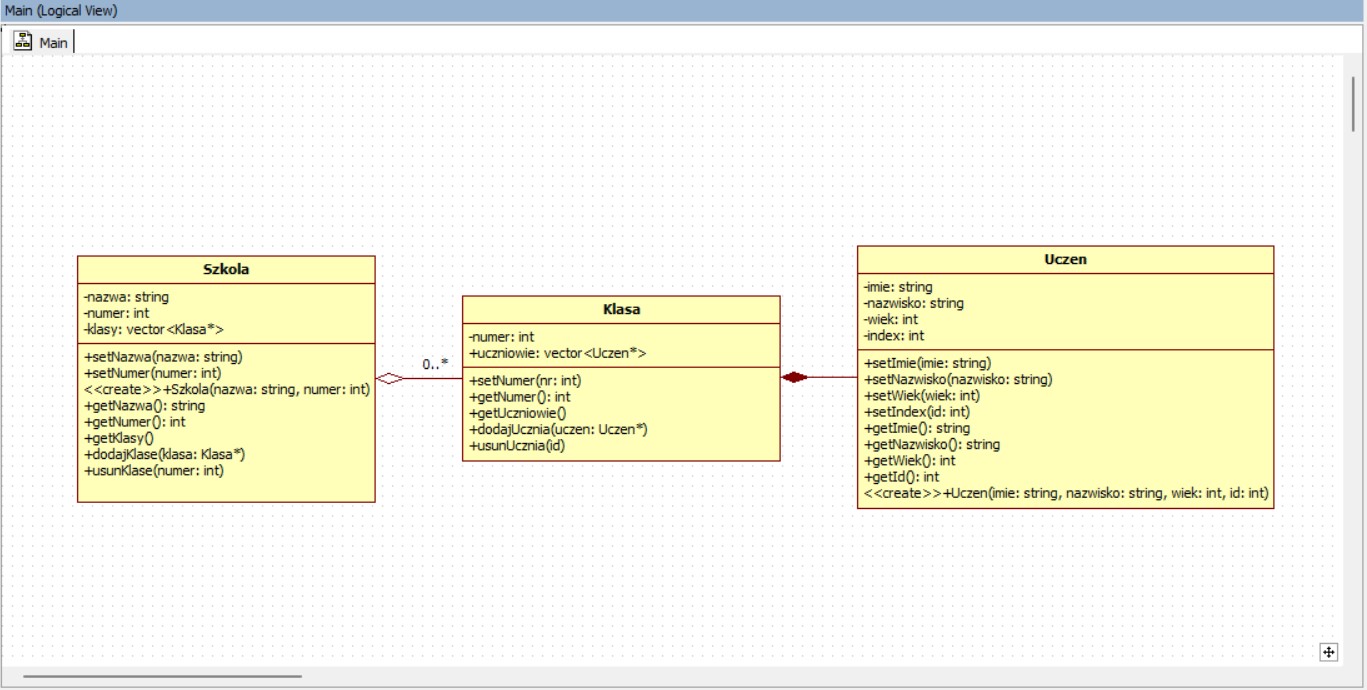 Main (Logical View)
Main
Szkola
-nazwa: string
-numer: int
-klasy: vector<Klasa*>
+setNazwa(nazwa: string)
+setNumer(numer: int)
<<create>>+Szkola(nazwa: string, numer: int)
+getNazwa(): string
+getNumer(): int
+getKlasy()
+dodajKlase(klasa: Klasa*)
+usunKlase(numer: int)
0..*
Klasa
-numer: int
+uczniowie: vector<Uczen*>
+setNumer(nr: int)
+getNumer(): int
+getUczniowie()
+dodajUcznia(uczen: Uczen*)
+usunUcznia(id)
Uczen
-imie: string
-nazwisko: string
-wiek: int
-index: int
+setImie(imie: string)
+setNazwisko(nazwisko: string)
+setWiek(wiek: int)
+setIndex(id: int)
+getImie(): string
+getNazwisko(): string
+getWiek(): int
+getId(): int
<<create>>+Uczen(imie: string, nazwisko: string, wiek: int, id: int)